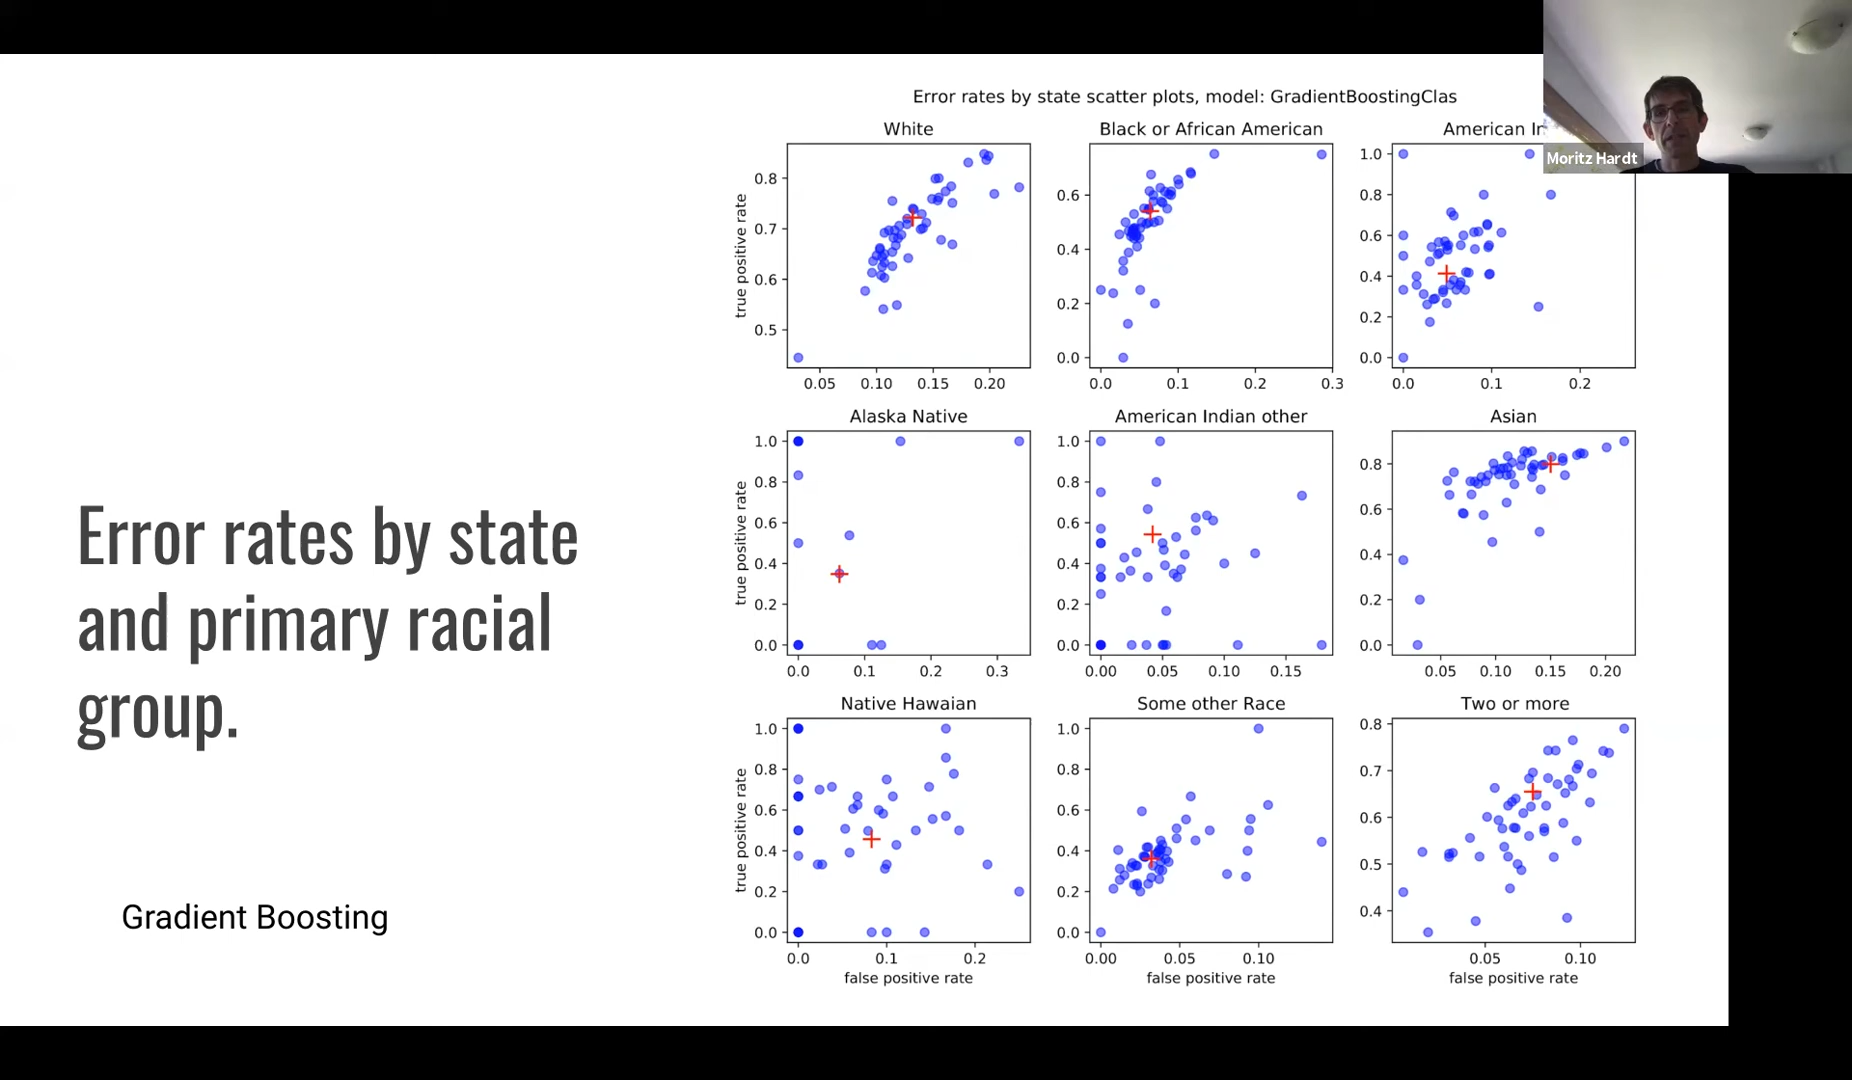 Error rates by state scatter plots, model: GradientBoostingClas
Moritz Hardt
White
Black or African American
American In
true positive rate
0.8
0.7
0.6
0.5
0.05 0.10 0.15 0.20
0.6
0.4
0.2
0.0
0.0 0.1 0.2 0.3
1.0
0.8
0.6
0.4
0.2
0.0
0.0 0.1 0.2
Alaska Native
American Indian other
Asian
true positive rate
1.0
0.8
0.6
0.4
0.2
0.0
0.0 0.1 0.2 0.3
1.0
0.8
0.6
0.4
0.2
0.0
0.00 0.05 0.10 0.15
0.8
0.6
0.4
0.2
0.0
0.05 0.10 0.15 0.20
Error rates by state
and primary racial
group.
Native Hawaian
Some other Race
Two or more
true positive rate
1.0
0.8
0.6
0.4
0.2
0.0
0.0 0.1 0.2
false positive rate
1.0
0.8
0.6
0.4
0.2
0.0
0.00 0.05 0.10
false positive rate
0.8
0.7
0.6
0.5
0.4
0.05 0.10
false positive rate
Gradient Boosting